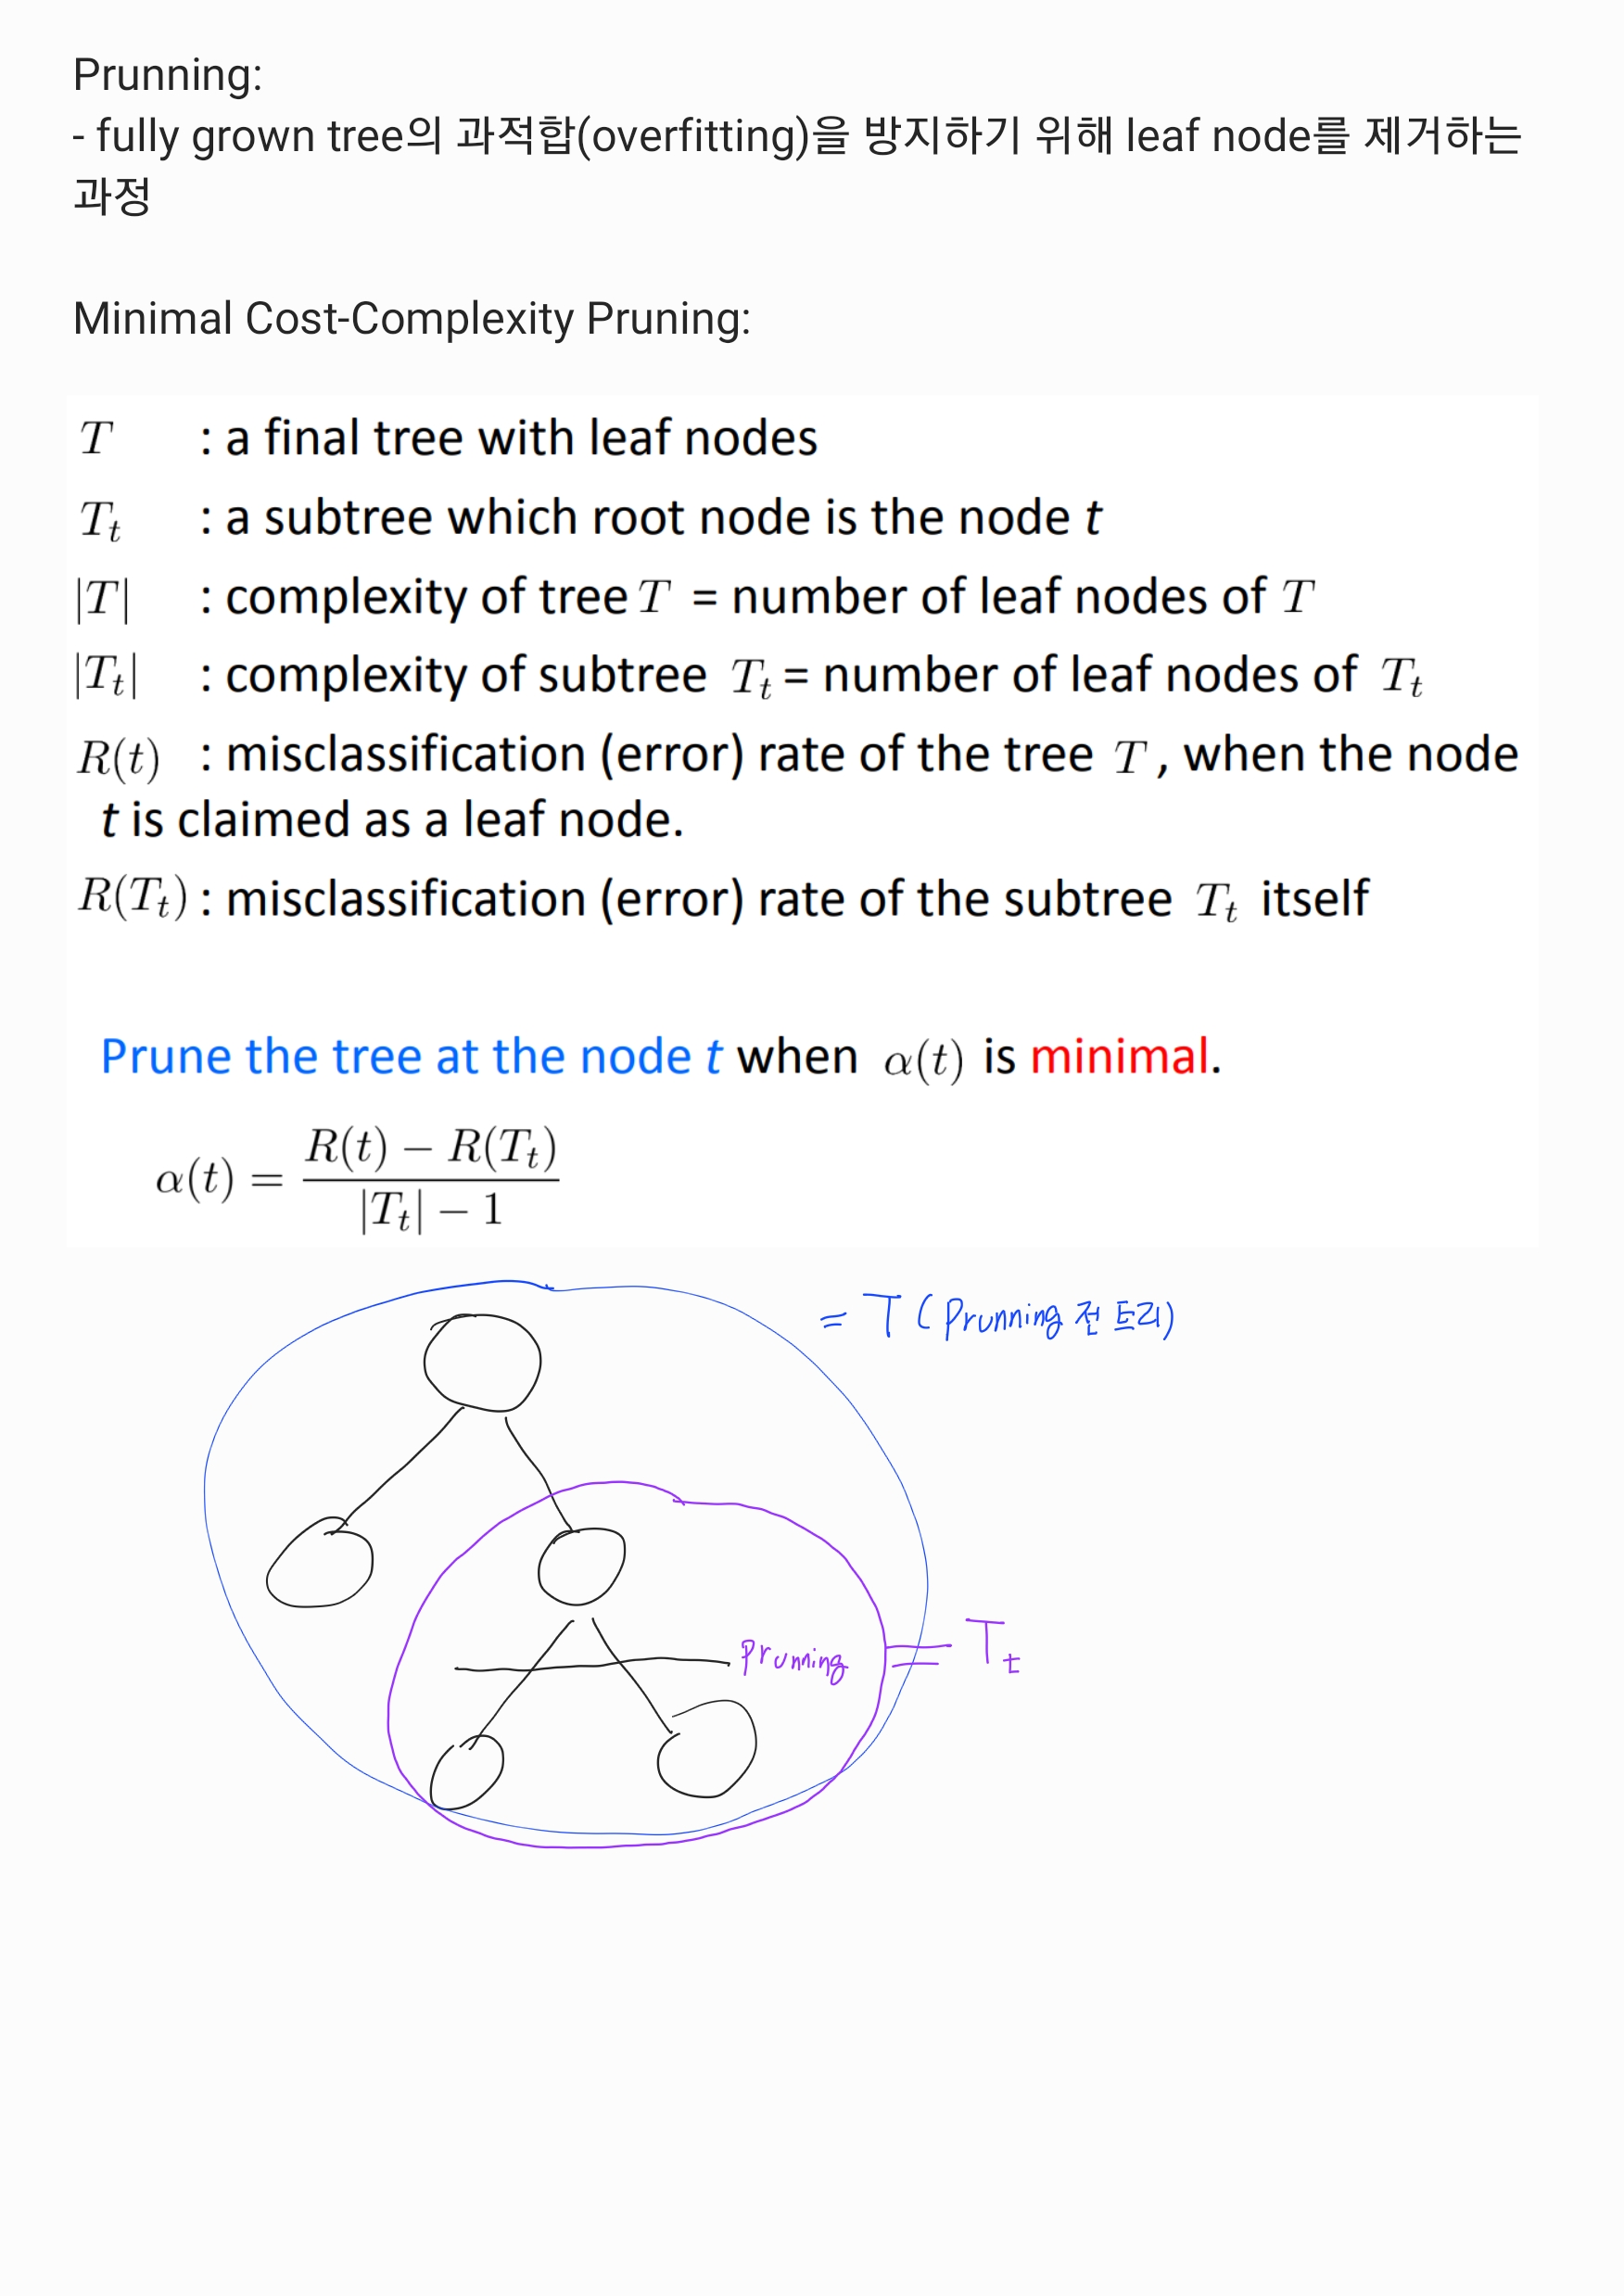 Prunning:
- fully grown tree의 과적합(overfitting)을 방지하기 위해 leaf node를 제거하는
과정
Minimal Cost-Complexity Pruning:
T : a final tree with leaf nodes
T_t : a subtree which root node is the node t
|T| : complexity of tree T = number of leaf nodes of T
|T_t| : complexity of subtree T_t = number of leaf nodes of T_t
R(t) : misclassification (error) rate of the tree T, when the node
t is claimed as a leaf node.
R(T_t) : misclassification (error) rate of the subtree T_t itself
Prune the tree at the node t when α(t) is minimal.
α(t) = (R(t) − R(T_t)) / (|T_t| − 1)
= T (Prunning 전 트리)
Prunning = T_t